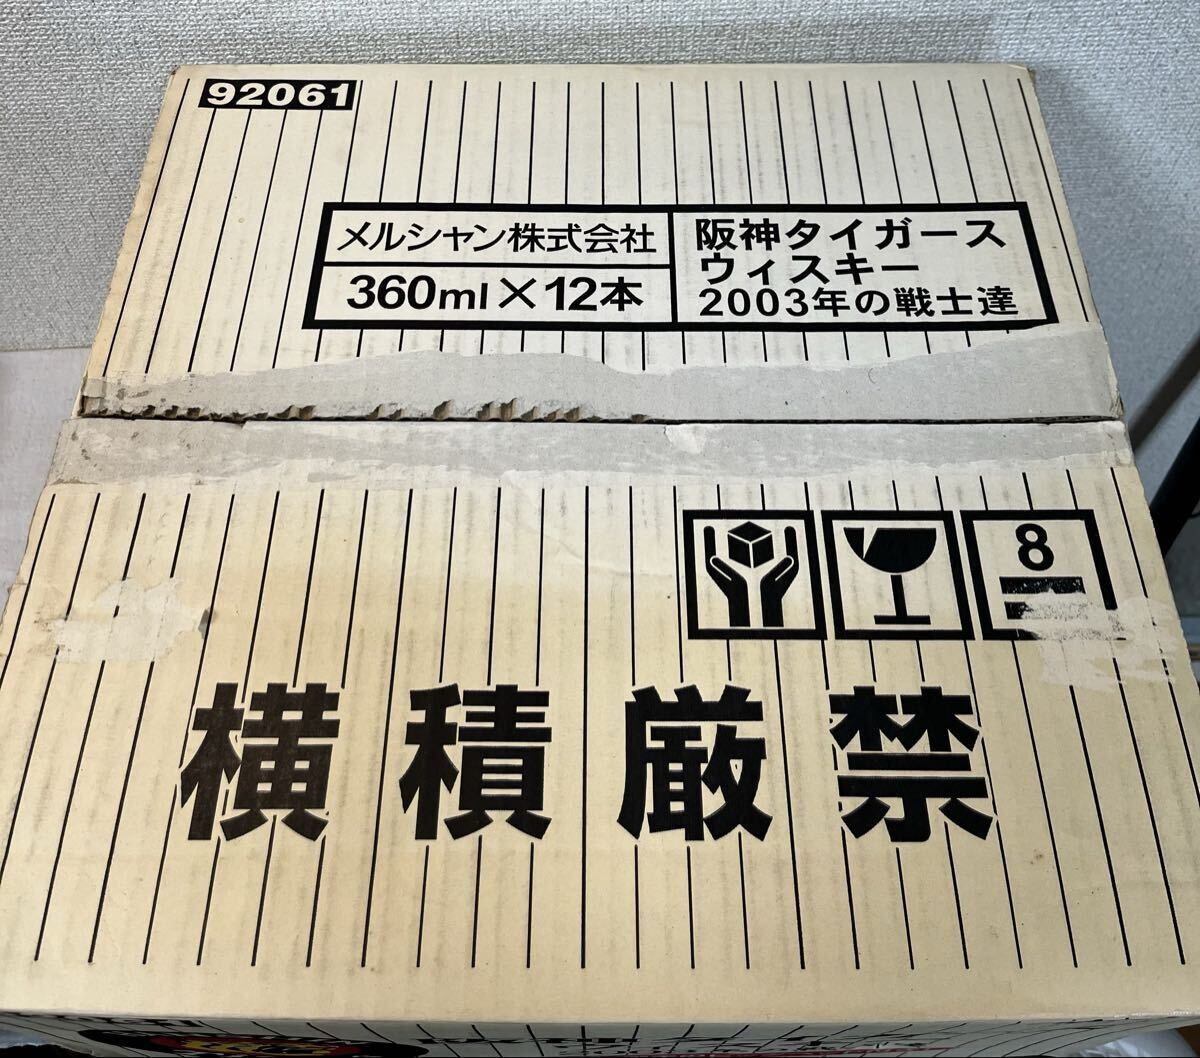 92061
メルシャン株式会社
360ml×12本
阪神タイガース
ウィスキー
2003年の戦士達
8
横積厳禁